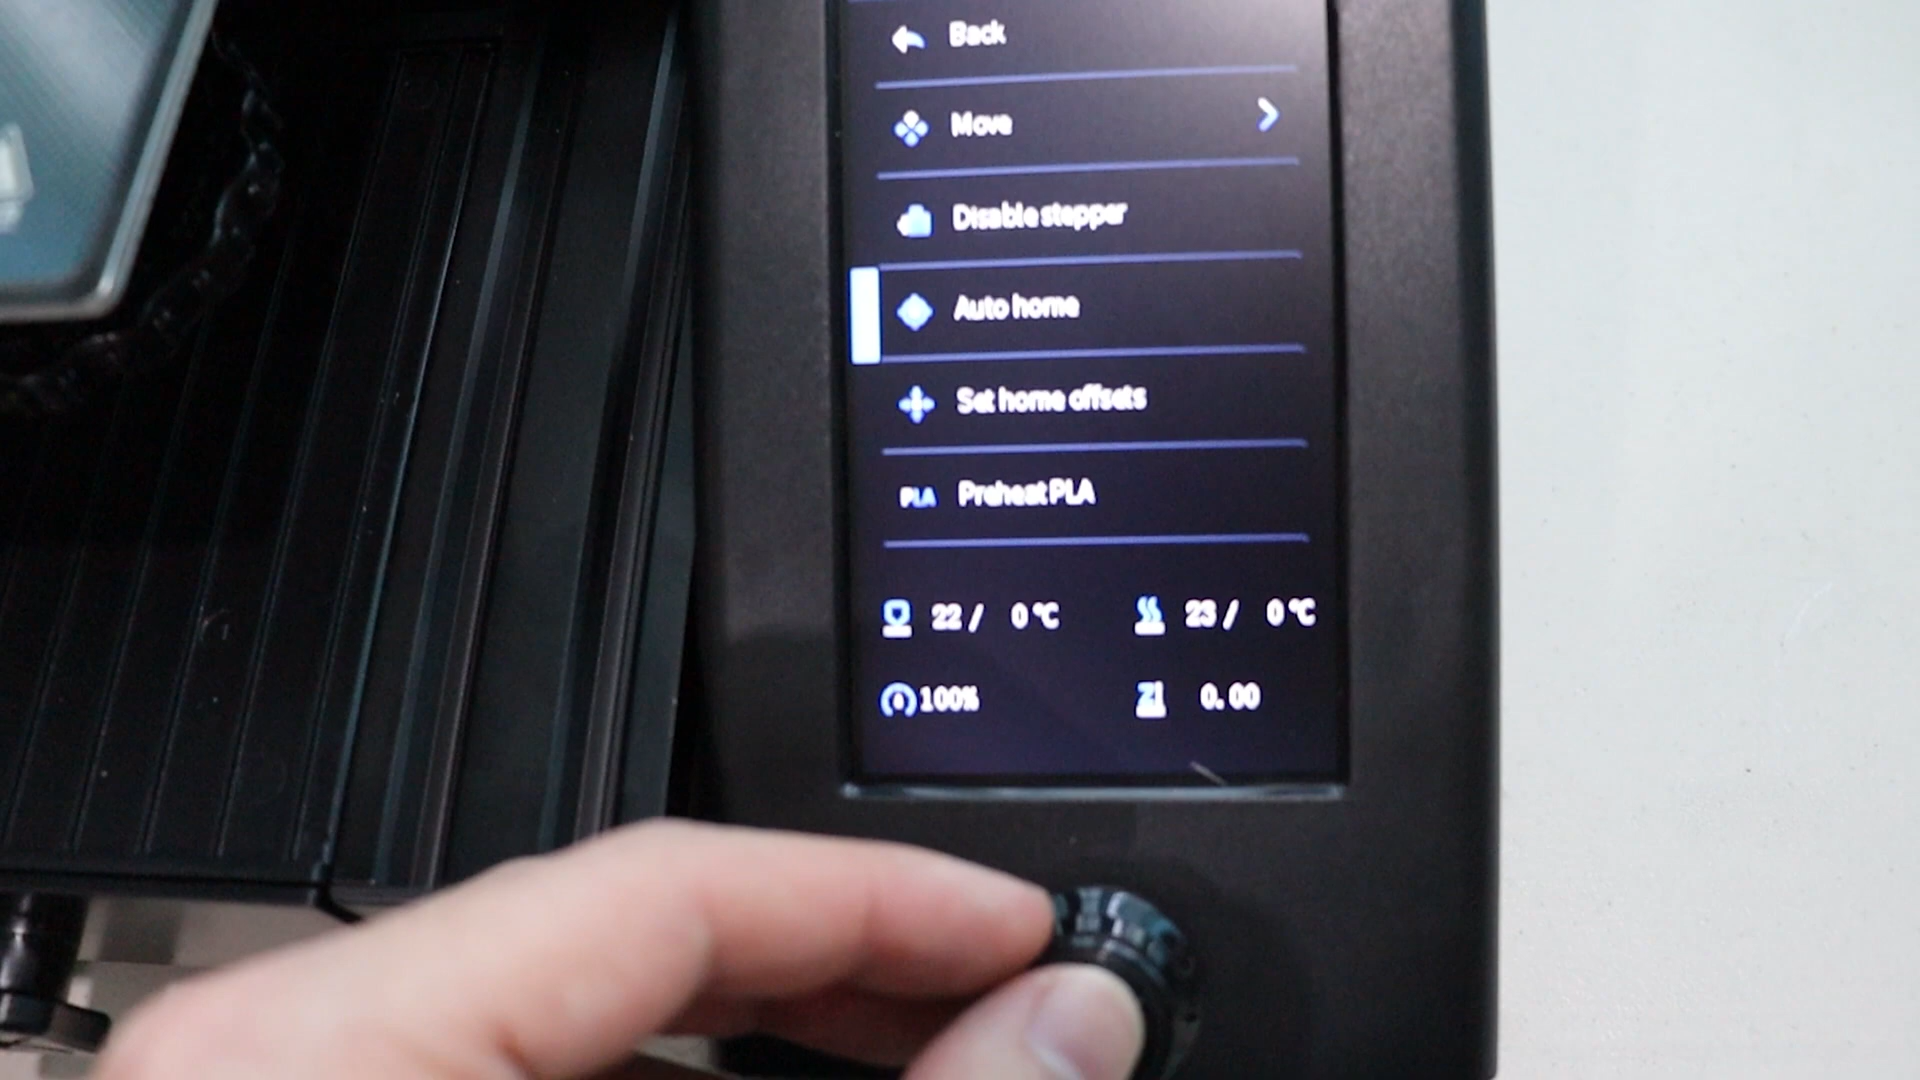 Back
Move
Disable stepper
Auto home
Set home offsets
PLA Preheat PLA
22 / 0 ℃ 23 / 0 ℃
100% 0.00